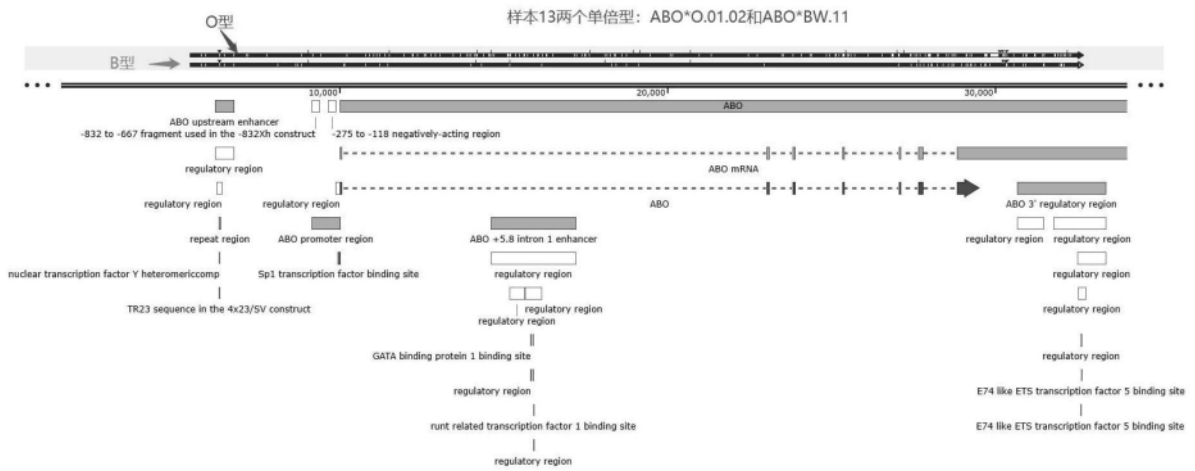 样本13两个单倍型：ABO*O.01.02和ABO*BW.11
O型
B型
10,000
20,000
30,000
ABO
ABO upstream enhancer
-832 to -667 fragment used in the -832Xh construct
-275 to -118 negatively-acting region
regulatory region
ABO mRNA
regulatory region
regulatory region
ABO
ABO 3' regulatory region
repeat region
ABO promoter region
ABO +5.8 intron 1 enhancer
regulatory region
regulatory region
nuclear transcription factor Y heteromericcomp
Sp1 transcription factor binding site
regulatory region
regulatory region
TR23 sequence in the 4x23/SV construct
regulatory region
regulatory region
regulatory region
GATA binding protein 1 binding site
regulatory region
regulatory region
E74 like ETS transcription factor 5 binding site
runt related transcription factor 1 binding site
E74 like ETS transcription factor 5 binding site
regulatory region